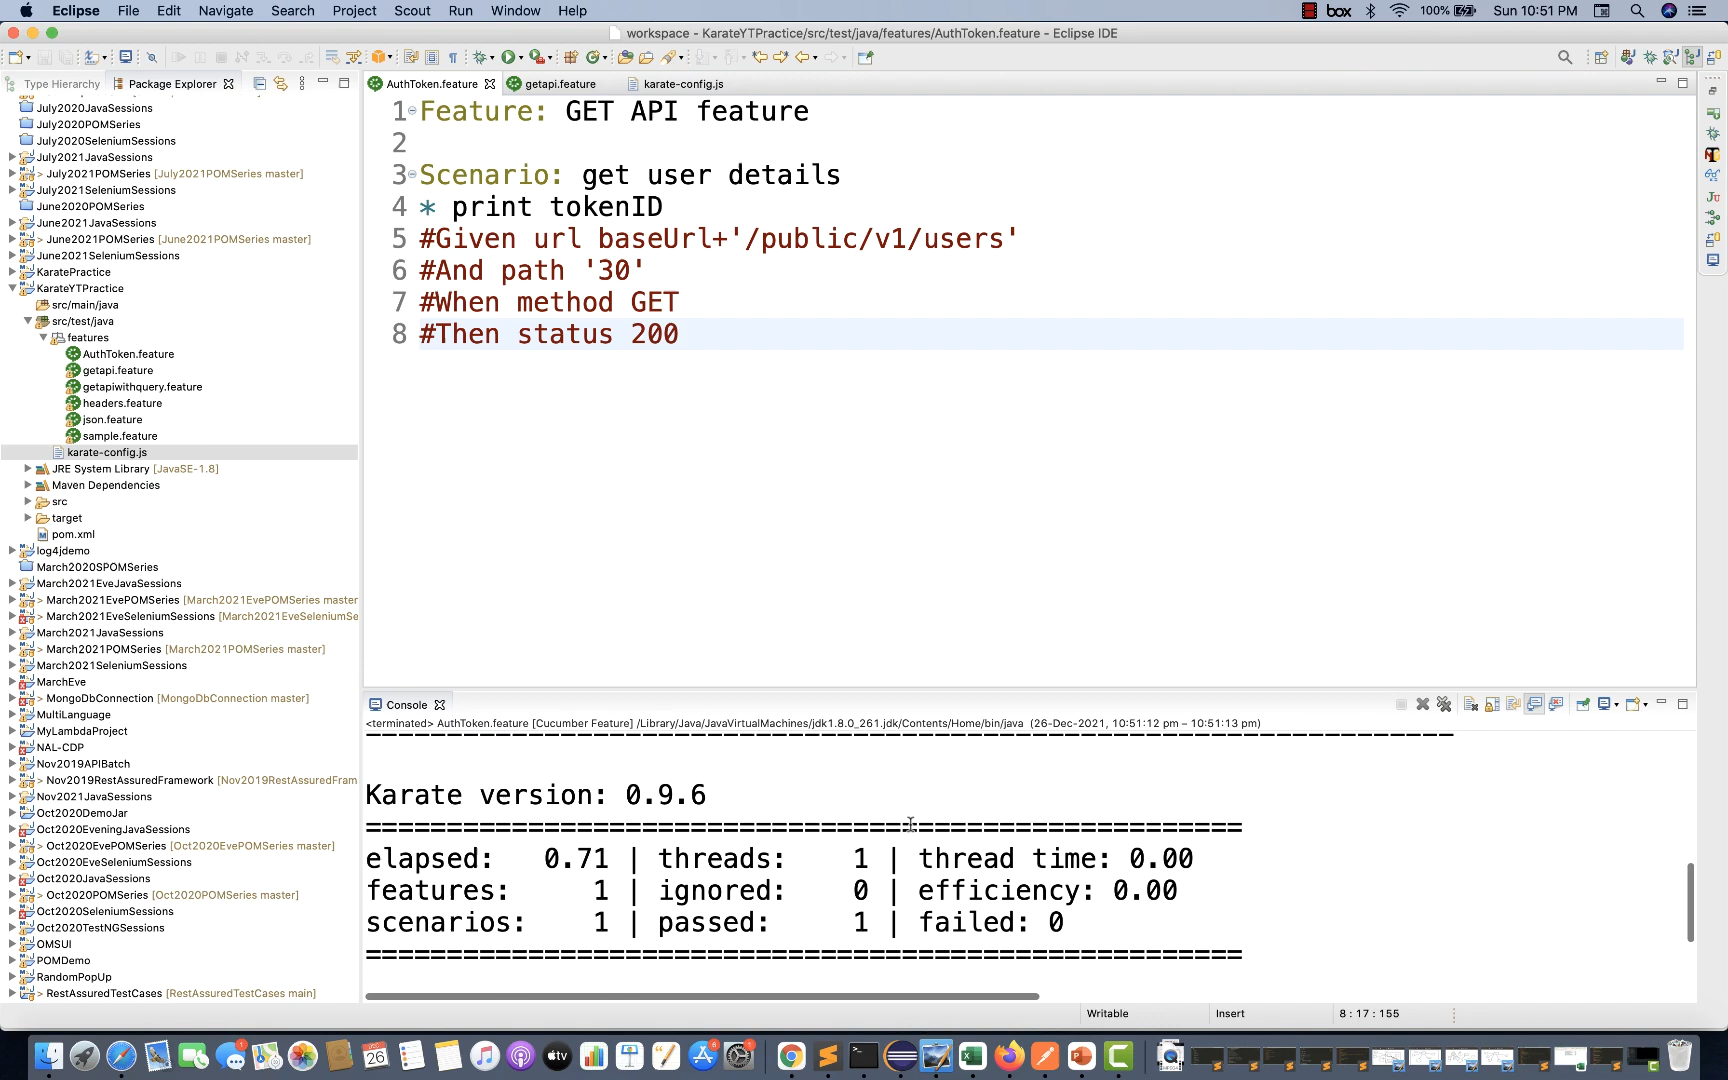 Eclipse File Edit Navigate Search Project Scout Run Window Help box 100% Sun 10:51 PM
workspace - KarateYTPractice/src/test/java/features/AuthToken.feature - Eclipse IDE
Type Hierarchy Package Explorer
AuthToken.feature getapi.feature karate-config.js
July2020JavaSessions
July2020POMSeries
July2020SeleniumSessions
July2021JavaSessions
> July2021POMSeries [July2021POMSeries master]
July2021SeleniumSessions
June2020POMSeries
June2021JavaSessions
> June2021POMSeries [June2021POMSeries master]
June2021SeleniumSessions
KaratePractice
KarateYTPractice
src/main/java
src/test/java
features
AuthToken.feature
getapi.feature
getapiwithquery.feature
headers.feature
json.feature
sample.feature
karate-config.js
JRE System Library [JavaSE-1.8]
Maven Dependencies
src
target
pom.xml
log4jdemo
March2020SPOMSeries
March2021EveJavaSessions
> March2021EvePOMSeries [March2021EvePOMSeries master
> March2021EveSeleniumSessions [March2021EveSeleniumSe
March2021JavaSessions
> March2021POMSeries [March2021POMSeries master]
March2021SeleniumSessions
MarchEve
> MongoDbConnection [MongoDbConnection master]
MultiLanguage
MyLambdaProject
NAL-CDP
Nov2019APIBatch
> Nov2019RestAssuredFramework [Nov2019RestAssuredFram
Nov2021JavaSessions
Oct2020DemoJar
Oct2020EveningJavaSessions
> Oct2020EvePOMSeries [Oct2020EvePOMSeries master]
Oct2020EveSeleniumSessions
Oct2020JavaSessions
> Oct2020POMSeries [Oct2020POMSeries master]
Oct2020SeleniumSessions
Oct2020TestNGSessions
OMSUI
POMDemo
RandomPopUp
> RestAssuredTestCases [RestAssuredTestCases main]
1 Feature: GET API feature
2
3 Scenario: get user details
4 * print tokenID
5 #Given url baseUrl+'/public/v1/users'
6 #And path '30'
7 #When method GET
8 #Then status 200
Console
<terminated> AuthToken.feature [Cucumber Feature] /Library/Java/JavaVirtualMachines/jdk1.8.0_261.jdk/Contents/Home/bin/java (26-Dec-2021, 10:51:12 pm – 10:51:13 pm)
Karate version: 0.9.6
======================================================
elapsed: 0.71 | threads: 1 | thread time: 0.00
features: 1 | ignored: 0 | efficiency: 0.00
scenarios: 1 | passed: 1 | failed: 0
======================================================
Writable Insert 8 : 17 : 155